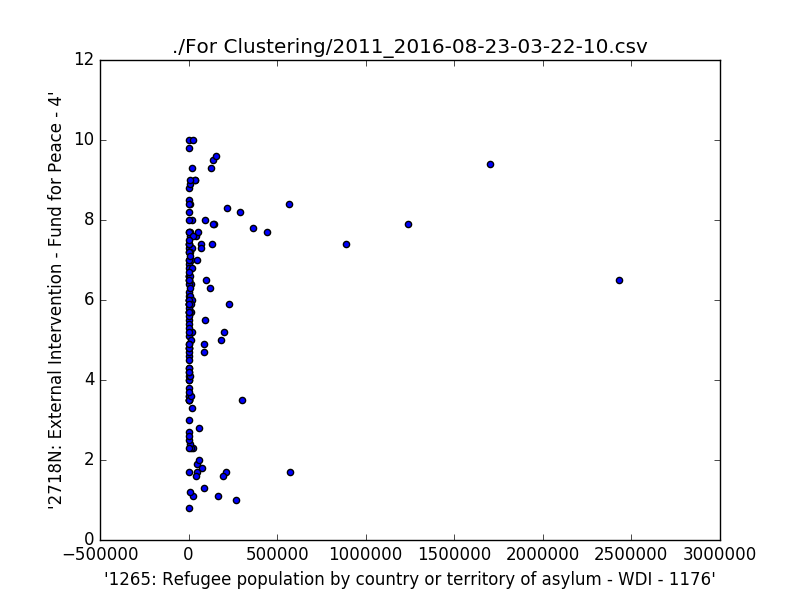 ./For Clustering/2011_2016-08-23-03-22-10.csv
12
10
8
6
4
2
0
'2718N: External Intervention - Fund for Peace - 4'
−500000 0 500000 1000000 1500000 2000000 2500000 3000000
'1265: Refugee population by country or territory of asylum - WDI - 1176'